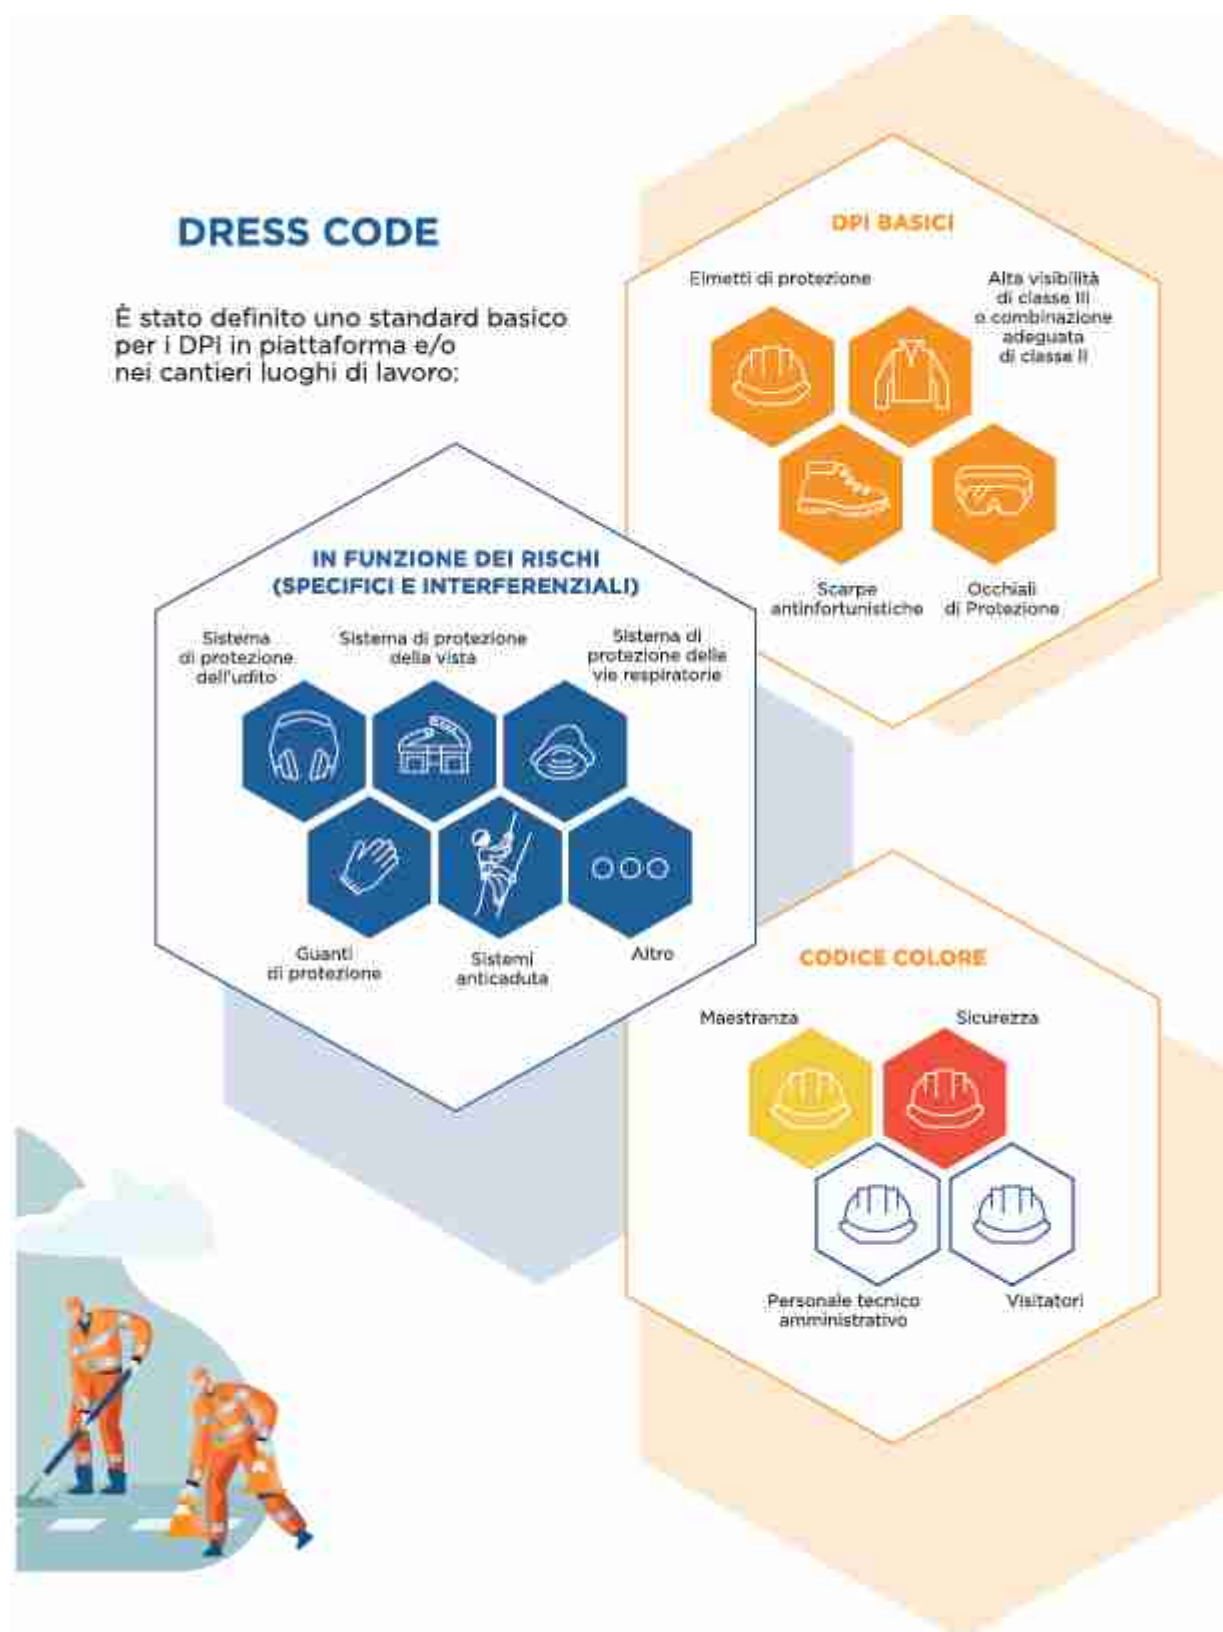 DRESS CODE
È stato definito uno standard basico
per i DPI in piattaforma e/o
nei cantieri luoghi di lavoro:
DPI BASICI
Elmetti di protezione
Alta visibilità
di classe III
o combinazione
adeguata
di classe II
Scarpe
antinfortunistiche
Occhiali
di Protezione
IN FUNZIONE DEI RISCHI
(SPECIFICI E INTERFERENZIALI)
Sistema
di protezione
dell'udito
Sistema di protezione
della vista
Sistema di
protezione delle
vie respiratorie
Guanti
di protezione
Sistemi
anticaduta
Altro
CODICE COLORE
Maestranza
Sicurezza
Personale tecnico
amministrativo
Visitatori